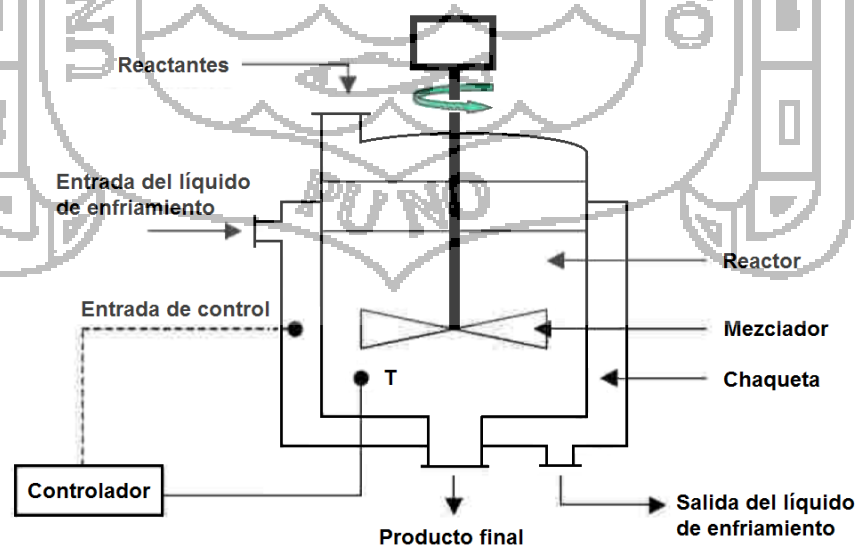 Reactantes
Entrada del líquido
de enfriamiento
Reactor
Entrada de control
Mezclador
T
Chaqueta
Controlador
Salida del líquido
de enfriamiento
Producto final
UNO